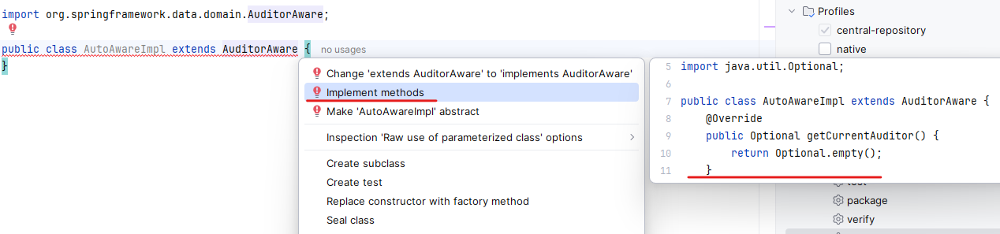 import org.springframework.data.domain.AuditorAware;
public class AutoAwareImpl extends AuditorAware { no usages
}
Change 'extends AuditorAware' to 'implements AuditorAware'
Implement methods
Make 'AutoAwareImpl' abstract
Inspection 'Raw use of parameterized class' options
Create subclass
Create test
Replace constructor with factory method
Seal class
5 import java.util.Optional;
6
7 public class AutoAwareImpl extends AuditorAware {
8 @Override
9 public Optional getCurrentAuditor() {
10 return Optional.empty();
11 }
Profiles
central-repository
native
package
verify